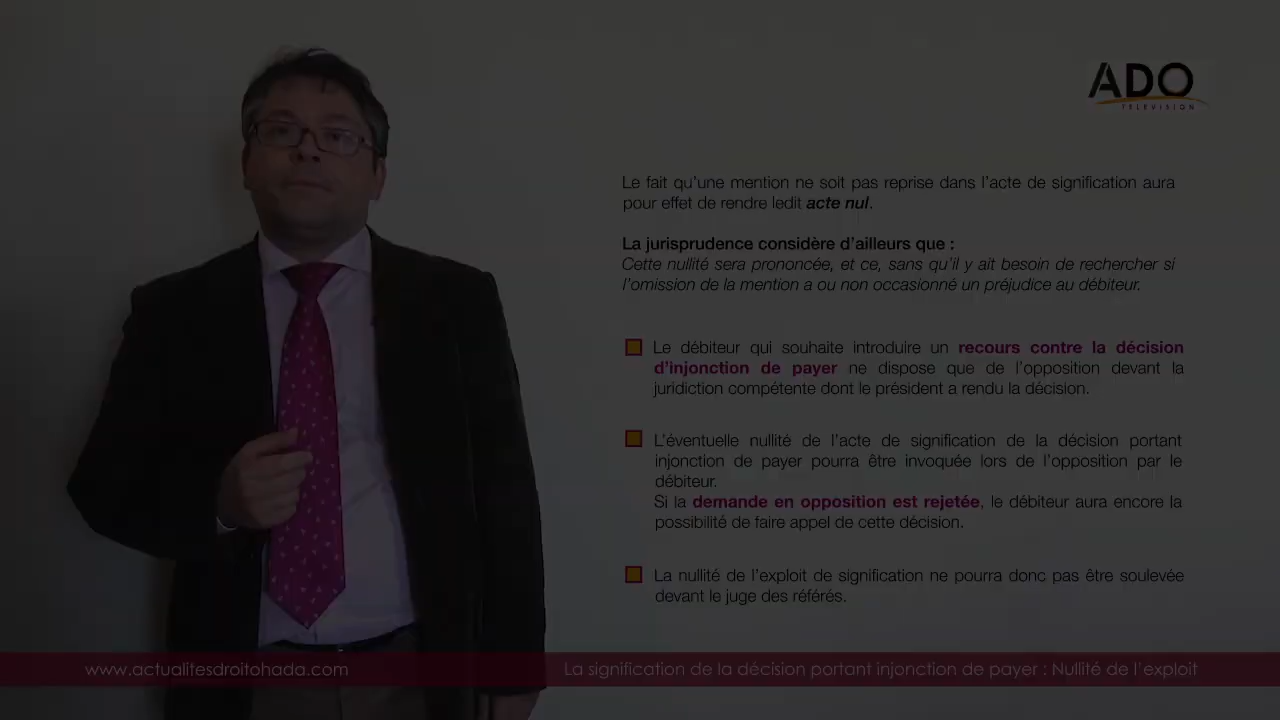 ADO
TELEVISION
Le fait qu'une mention ne soit pas reprise dans l'acte de signification aura
pour effet de rendre ledit acte nul.
La jurisprudence considère d'ailleurs que :
Cette nullité sera prononcée, et ce, sans qu'il y ait besoin de rechercher si
l'omission de la mention a ou non occasionné un préjudice au débiteur.
Le débiteur qui souhaite introduire un recours contre la décision
d'injonction de payer ne dispose que de l'opposition devant la
juridiction compétente dont le président a rendu la décision.
L'éventuelle nullité de l'acte de signification de la décision portant
injonction de payer pourra être invoquée lors de l'opposition par le
débiteur.
Si la demande en opposition est rejetée, le débiteur aura encore la
possibilité de faire appel de cette décision.
La nullité de l'exploit de signification ne pourra donc pas être soulevée
devant le juge des référés.
www.actualitesdroitohada.com
La signification de la décision portant injonction de payer : Nullité de l'exploit